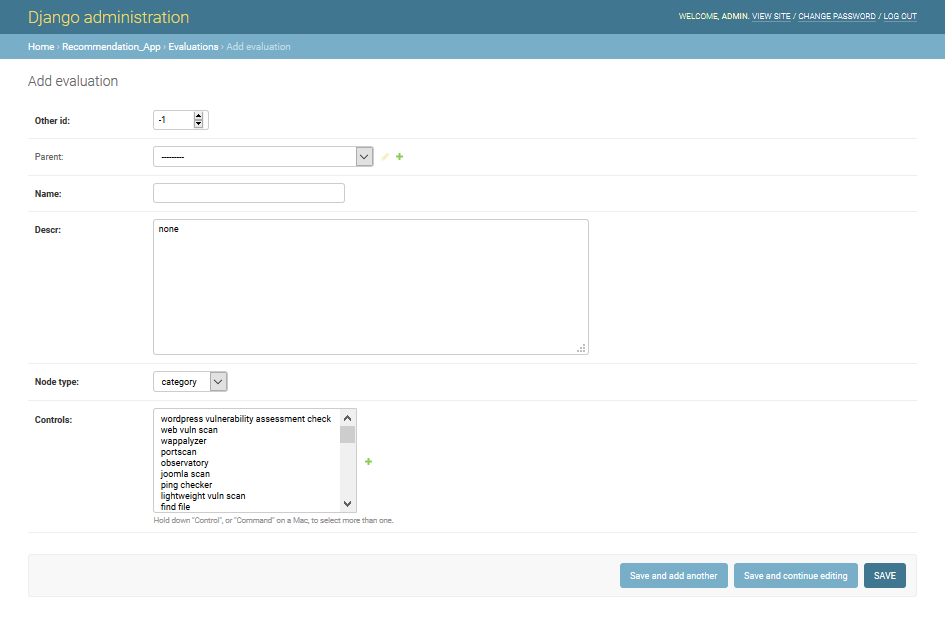 Django administration
WELCOME, ADMIN. VIEW SITE / CHANGE PASSWORD / LOG OUT
Home › Recommendation_App › Evaluations › Add evaluation
Add evaluation
Other id: -1
Parent: ---------
Name:
Descr: none
Node type: category
Controls: wordpress vulnerability assessment check
web vuln scan
wappalyzer
portscan
observatory
joomla scan
ping checker
lightweight vuln scan
find file
Hold down "Control", or "Command" on a Mac, to select more than one.
Save and add another Save and continue editing SAVE